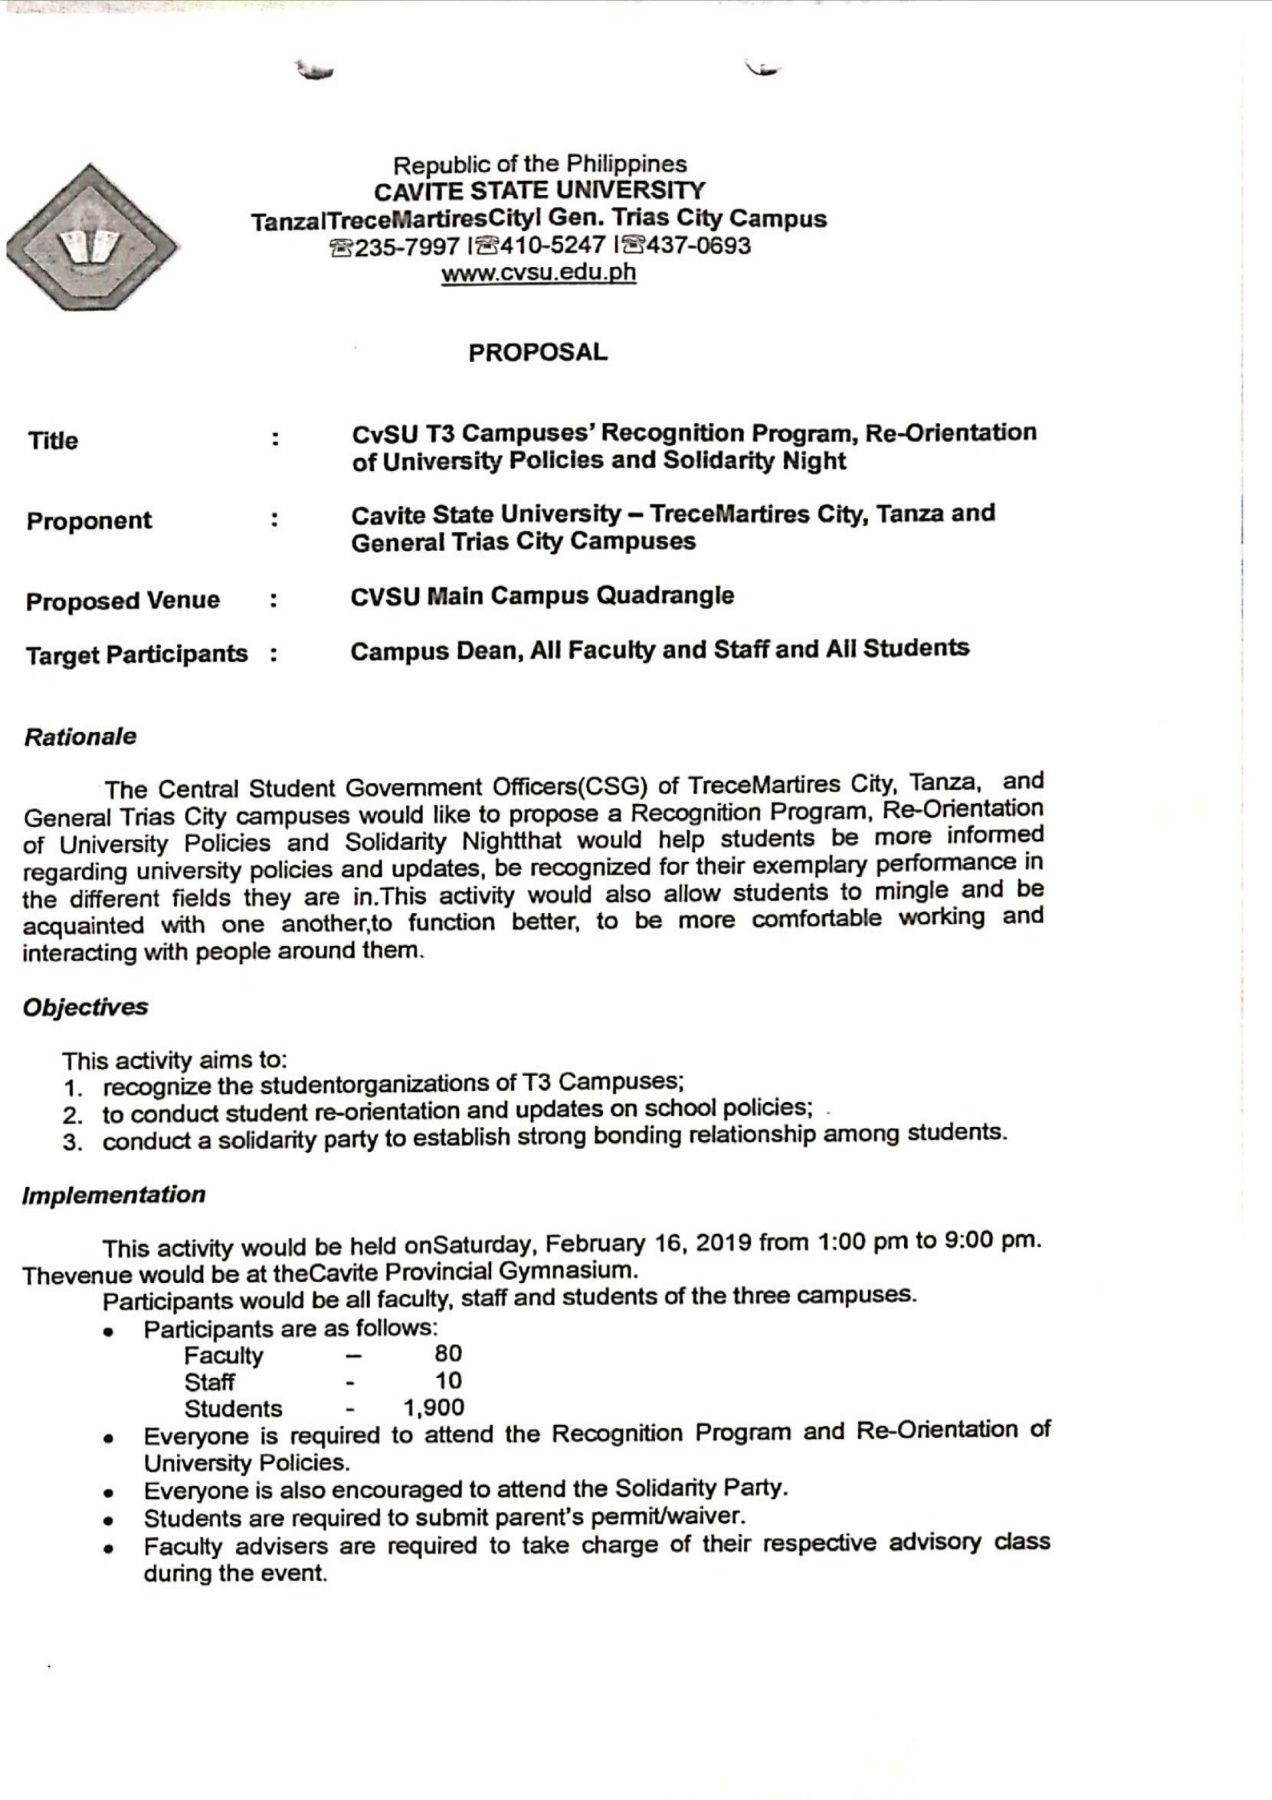 Republic of the Philippines
CAVITE STATE UNIVERSITY
Tanza|TreceMartiresCity| Gen. Trias City Campus
☎235-7997 |☎410-5247 |☎437-0693
www.cvsu.edu.ph
PROPOSAL
Title : CvSU T3 Campuses' Recognition Program, Re-Orientation
of University Policies and Solidarity Night
Proponent : Cavite State University – TreceMartires City, Tanza and
General Trias City Campuses
Proposed Venue : CVSU Main Campus Quadrangle
Target Participants : Campus Dean, All Faculty and Staff and All Students
Rationale
The Central Student Government Officers(CSG) of TreceMartires City, Tanza, and
General Trias City campuses would like to propose a Recognition Program, Re-Orientation
of University Policies and Solidarity Nightthat would help students be more informed
regarding university policies and updates, be recognized for their exemplary performance in
the different fields they are in.This activity would also allow students to mingle and be
acquainted with one another,to function better, to be more comfortable working and
interacting with people around them.
Objectives
This activity aims to:
1. recognize the studentorganizations of T3 Campuses;
2. to conduct student re-orientation and updates on school policies;
3. conduct a solidarity party to establish strong bonding relationship among students.
Implementation
This activity would be held onSaturday, February 16, 2019 from 1:00 pm to 9:00 pm.
Thevenue would be at theCavite Provincial Gymnasium.
Participants would be all faculty, staff and students of the three campuses.
• Participants are as follows:
Faculty – 80
Staff - 10
Students - 1,900
• Everyone is required to attend the Recognition Program and Re-Orientation of
University Policies.
• Everyone is also encouraged to attend the Solidarity Party.
• Students are required to submit parent's permit/waiver.
• Faculty advisers are required to take charge of their respective advisory class
during the event.